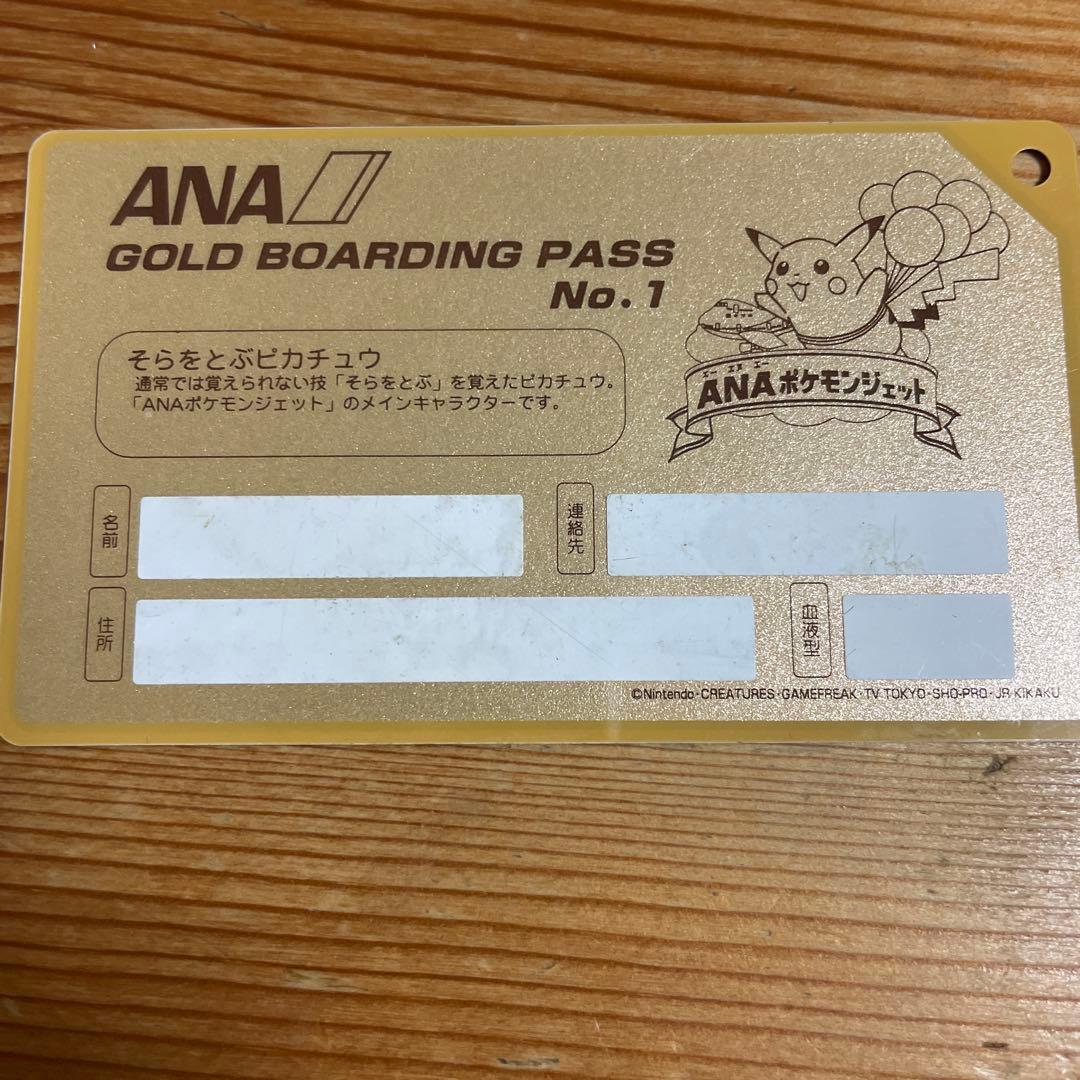 ANA
GOLD BOARDING PASS
No.1
そらをとぶピカチュウ
通常では覚えられない技「そらをとぶ」を覚えたピカチュウ。
「ANAポケモンジェット」のメインキャラクターです。
エー エヌ エー
ANAポケモンジェット
名前
連絡先
住所
血液型
©Nintendo・CREATURES・GAMEFREAK・TV TOKYO・SHO-PRO・JR KIKAKU